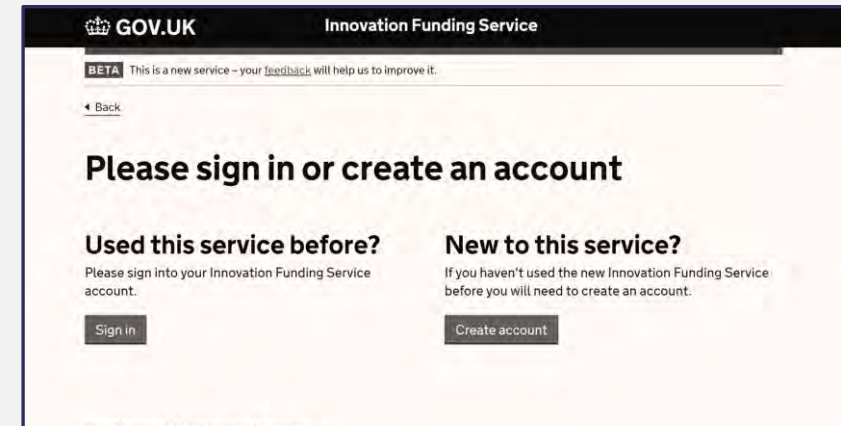 GOV.UK Innovation Funding Service
BETA This is a new service – your feedback will help us to improve it.
Back
Please sign in or create an account
Used this service before?
Please sign into your Innovation Funding Service
account.
Sign in
New to this service?
If you haven't used the new Innovation Funding Service
before you will need to create an account.
Create account